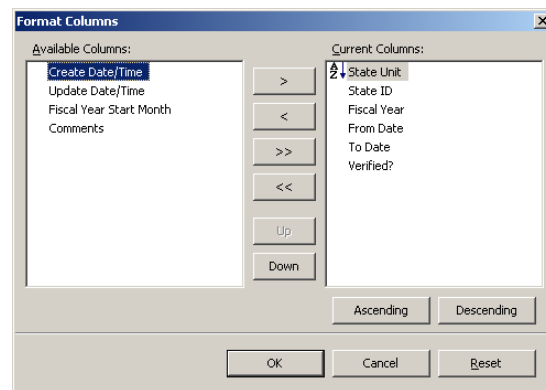 Format Columns
Available Columns:
Create Date/Time
Update Date/Time
Fiscal Year Start Month
Comments
>
<
>>
<<
Up
Down
Current Columns:
A
Z
State Unit
State ID
Fiscal Year
From Date
To Date
Verified?
Ascending
Descending
OK
Cancel
Reset